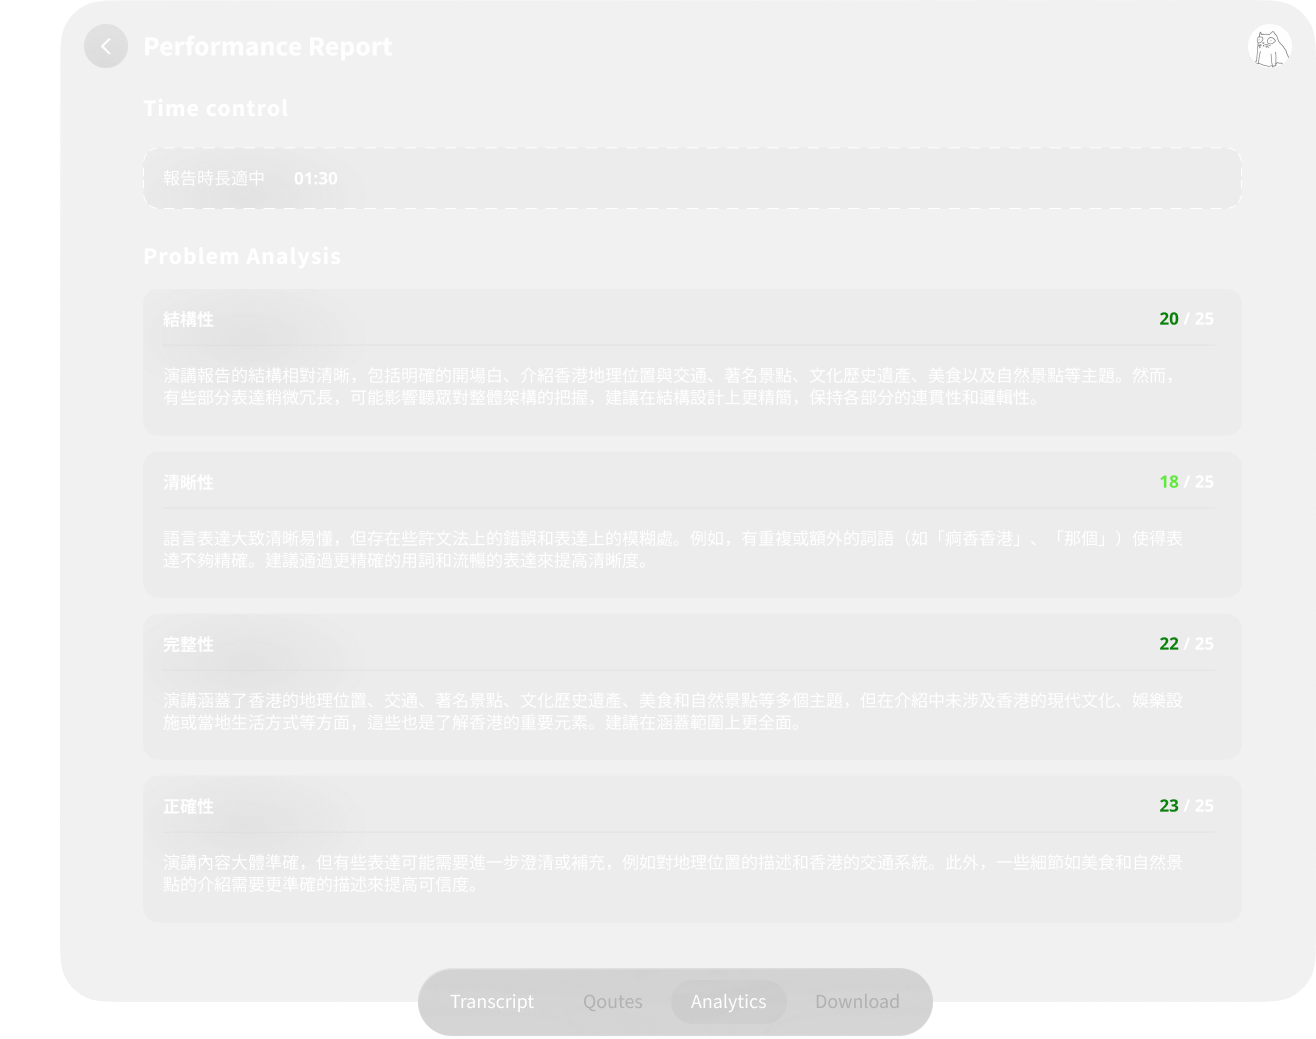 Performance Report
Time control
報告時長適中 01:30
Problem Analysis
結構性 20 / 25
演講報告的結構相對清晰，包括明確的開場白、介紹香港地理位置與交通、著名景點、文化歷史遺產、美食以及自然景點等主題。然而，
有些部分表達稍微冗長，可能影響聽眾對整體架構的把握，建議在結構設計上更精簡，保持各部分的連貫性和邏輯性。
清晰性 18 / 25
語言表達大致清晰易懂，但存在些許文法上的錯誤和表達上的模糊處。例如，有重複或額外的詞語（如「痾香香港」、「那個」）使得表
達不夠精確。建議通過更精確的用詞和流暢的表達來提高清晰度。
完整性 22 / 25
演講涵蓋了香港的地理位置、交通、著名景點、文化歷史遺產、美食和自然景點等多個主題，但在介紹中未涉及香港的現代文化、娛樂設
施或當地生活方式等方面，這些也是了解香港的重要元素。建議在涵蓋範圍上更全面。
正確性 23 / 25
演講內容大體準確，但有些表達可能需要進一步澄清或補充，例如對地理位置的描述和香港的交通系統。此外，一些細節如美食和自然景
點的介紹需要更準確的描述來提高可信度。
Transcript Qoutes Analytics Download